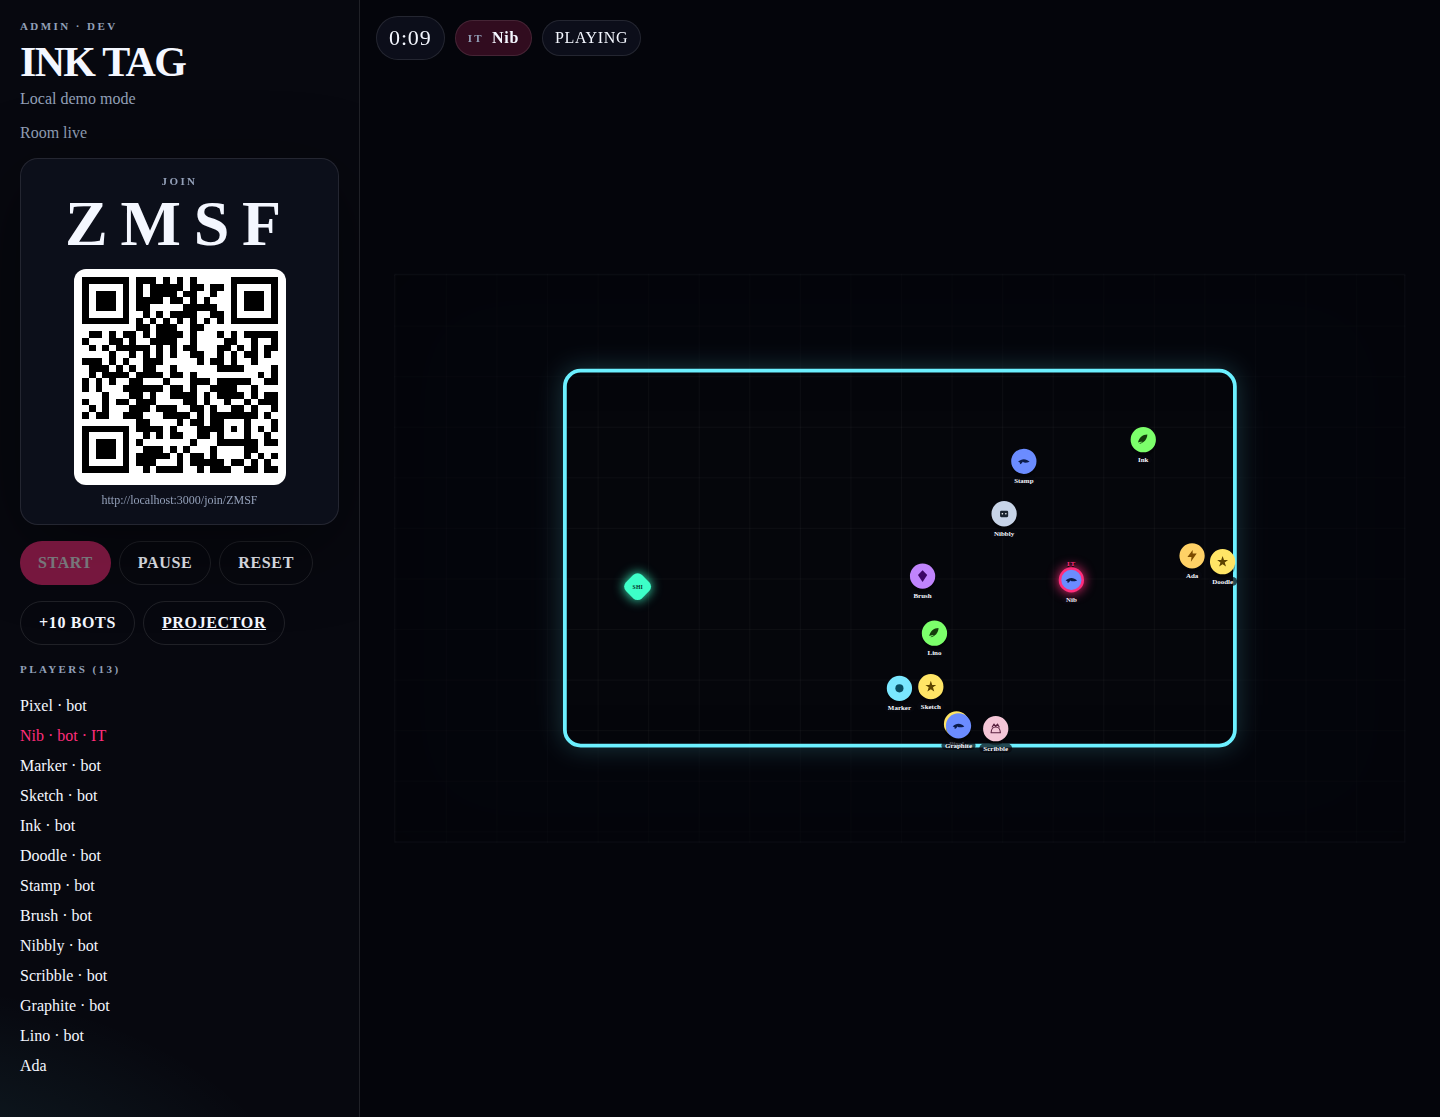 ADMIN · DEV
INK TAG
Local demo mode
Room live
JOIN
ZMSF
http://localhost:3000/join/ZMSF
START PAUSE RESET
+10 BOTS PROJECTOR
PLAYERS (13)
Pixel · bot
Nib · bot · IT
Marker · bot
Sketch · bot
Ink · bot
Doodle · bot
Stamp · bot
Brush · bot
Nibbly · bot
Scribble · bot
Graphite · bot
Lino · bot
Ada
0:09 IT Nib PLAYING
Ink
Stamp
Nibbly
Ada
Doodle
IT
Nib
SHI
Brush
Lino
Marker
Sketch
Graphite
Scribble